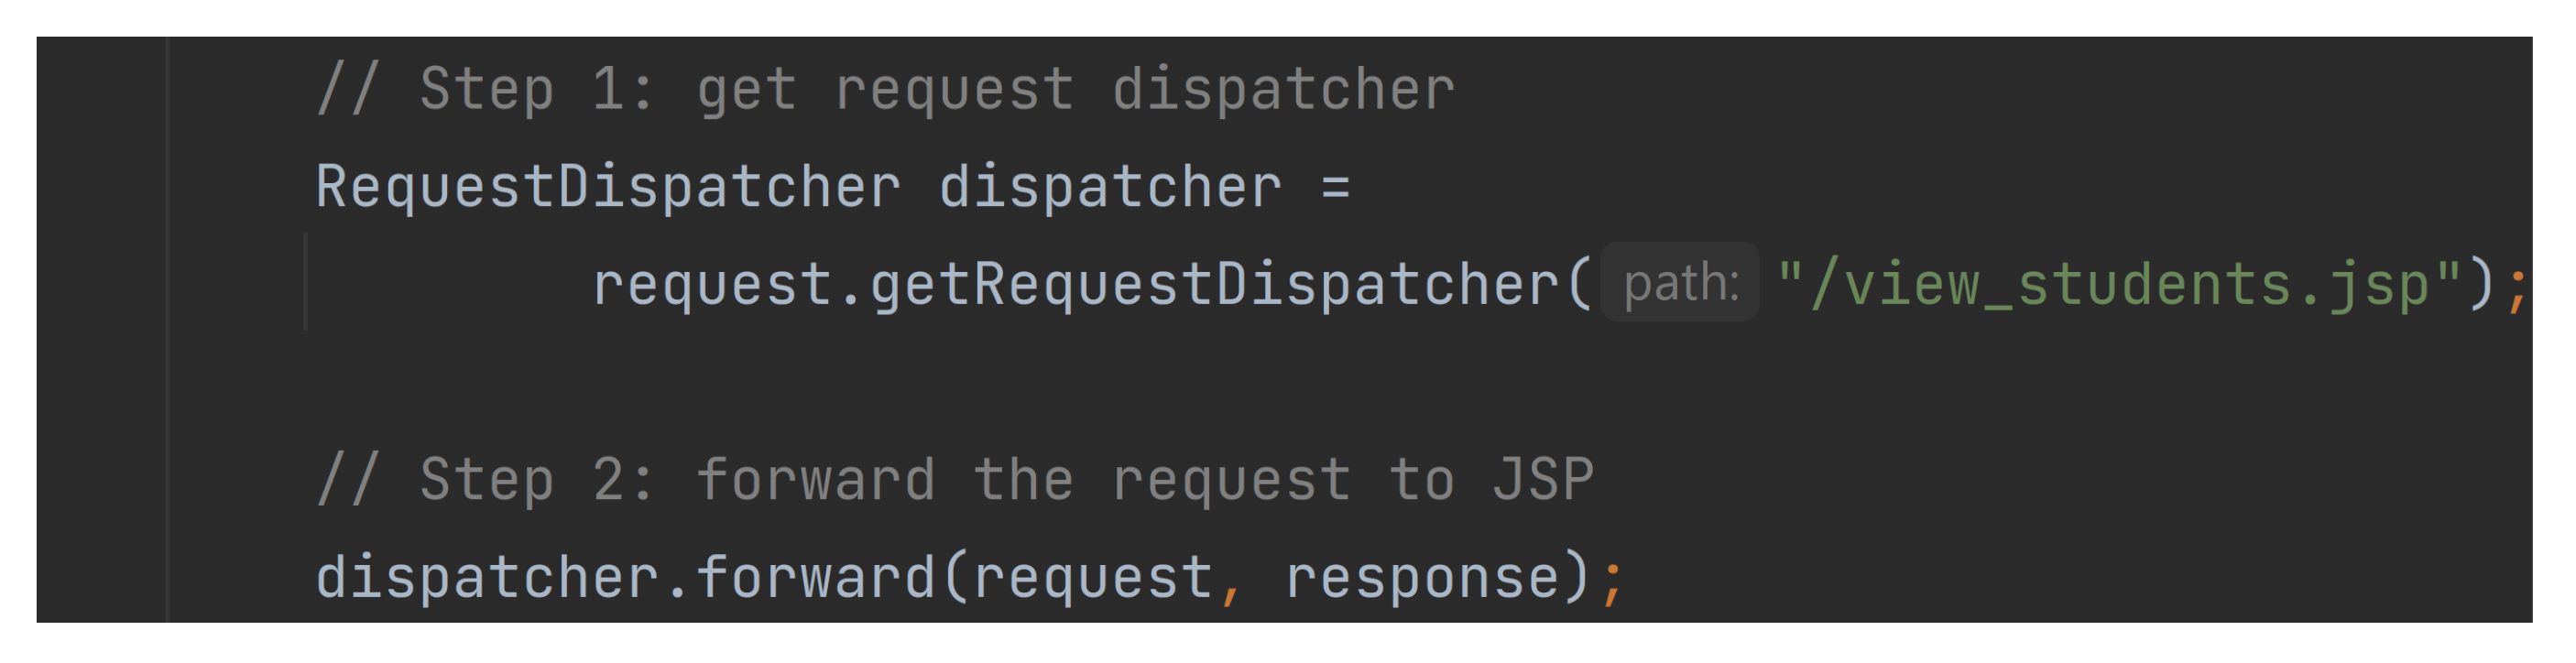 // Step 1: get request dispatcher
RequestDispatcher dispatcher =
request.getRequestDispatcher( path: "/view_students.jsp");
// Step 2: forward the request to JSP
dispatcher.forward(request, response);